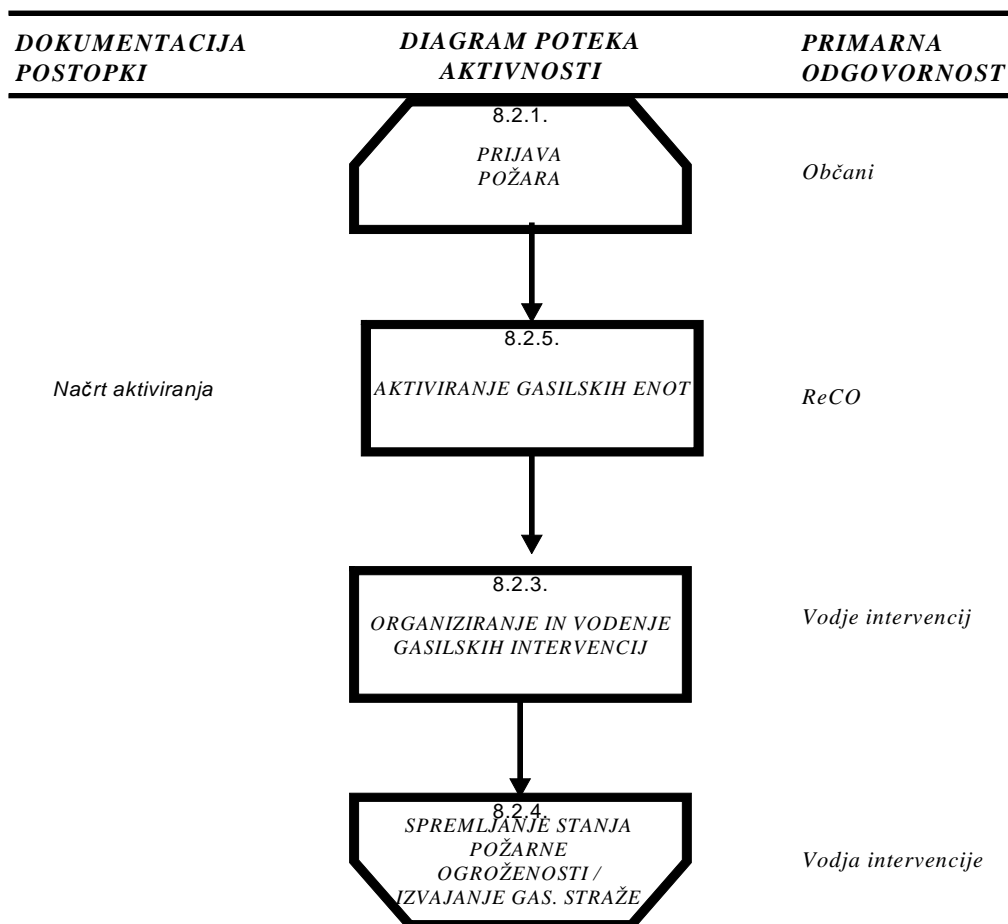 DOKUMENTACIJA
POSTOPKI
DIAGRAM POTEKA
AKTIVNOSTI
PRIMARNA
ODGOVORNOST
8.2.1.
PRIJAVA
POŽARA
Občani
8.2.5.
Načrt aktiviranja
AKTIVIRANJE GASILSKIH ENOT
ReCO
8.2.3.
ORGANIZIRANJE IN VODENJE
GASILSKIH INTERVENCIJ
Vodje intervencij
8.2.4.
SPREMLJANJE STANJA
POŽARNE
OGROŽENOSTI /
IZVAJANJE GAS. STRAŽE
Vodja intervencije